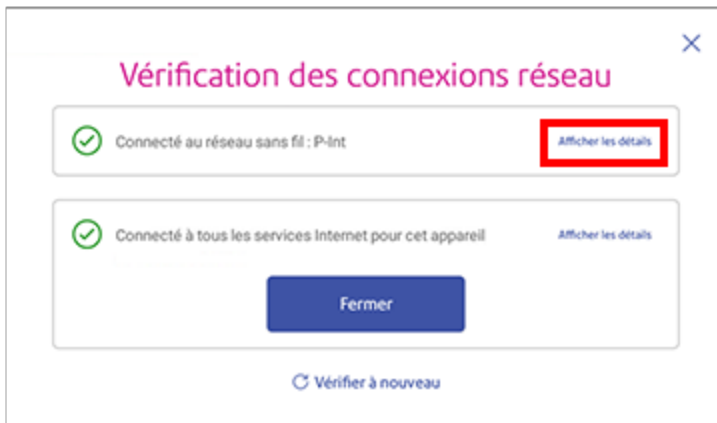 Vérification des connexions réseau
Connecté au réseau sans fil : P-Int
Afficher les détails
Connecté à tous les services Internet pour cet appareil
Afficher les détails
Fermer
Vérifier à nouveau